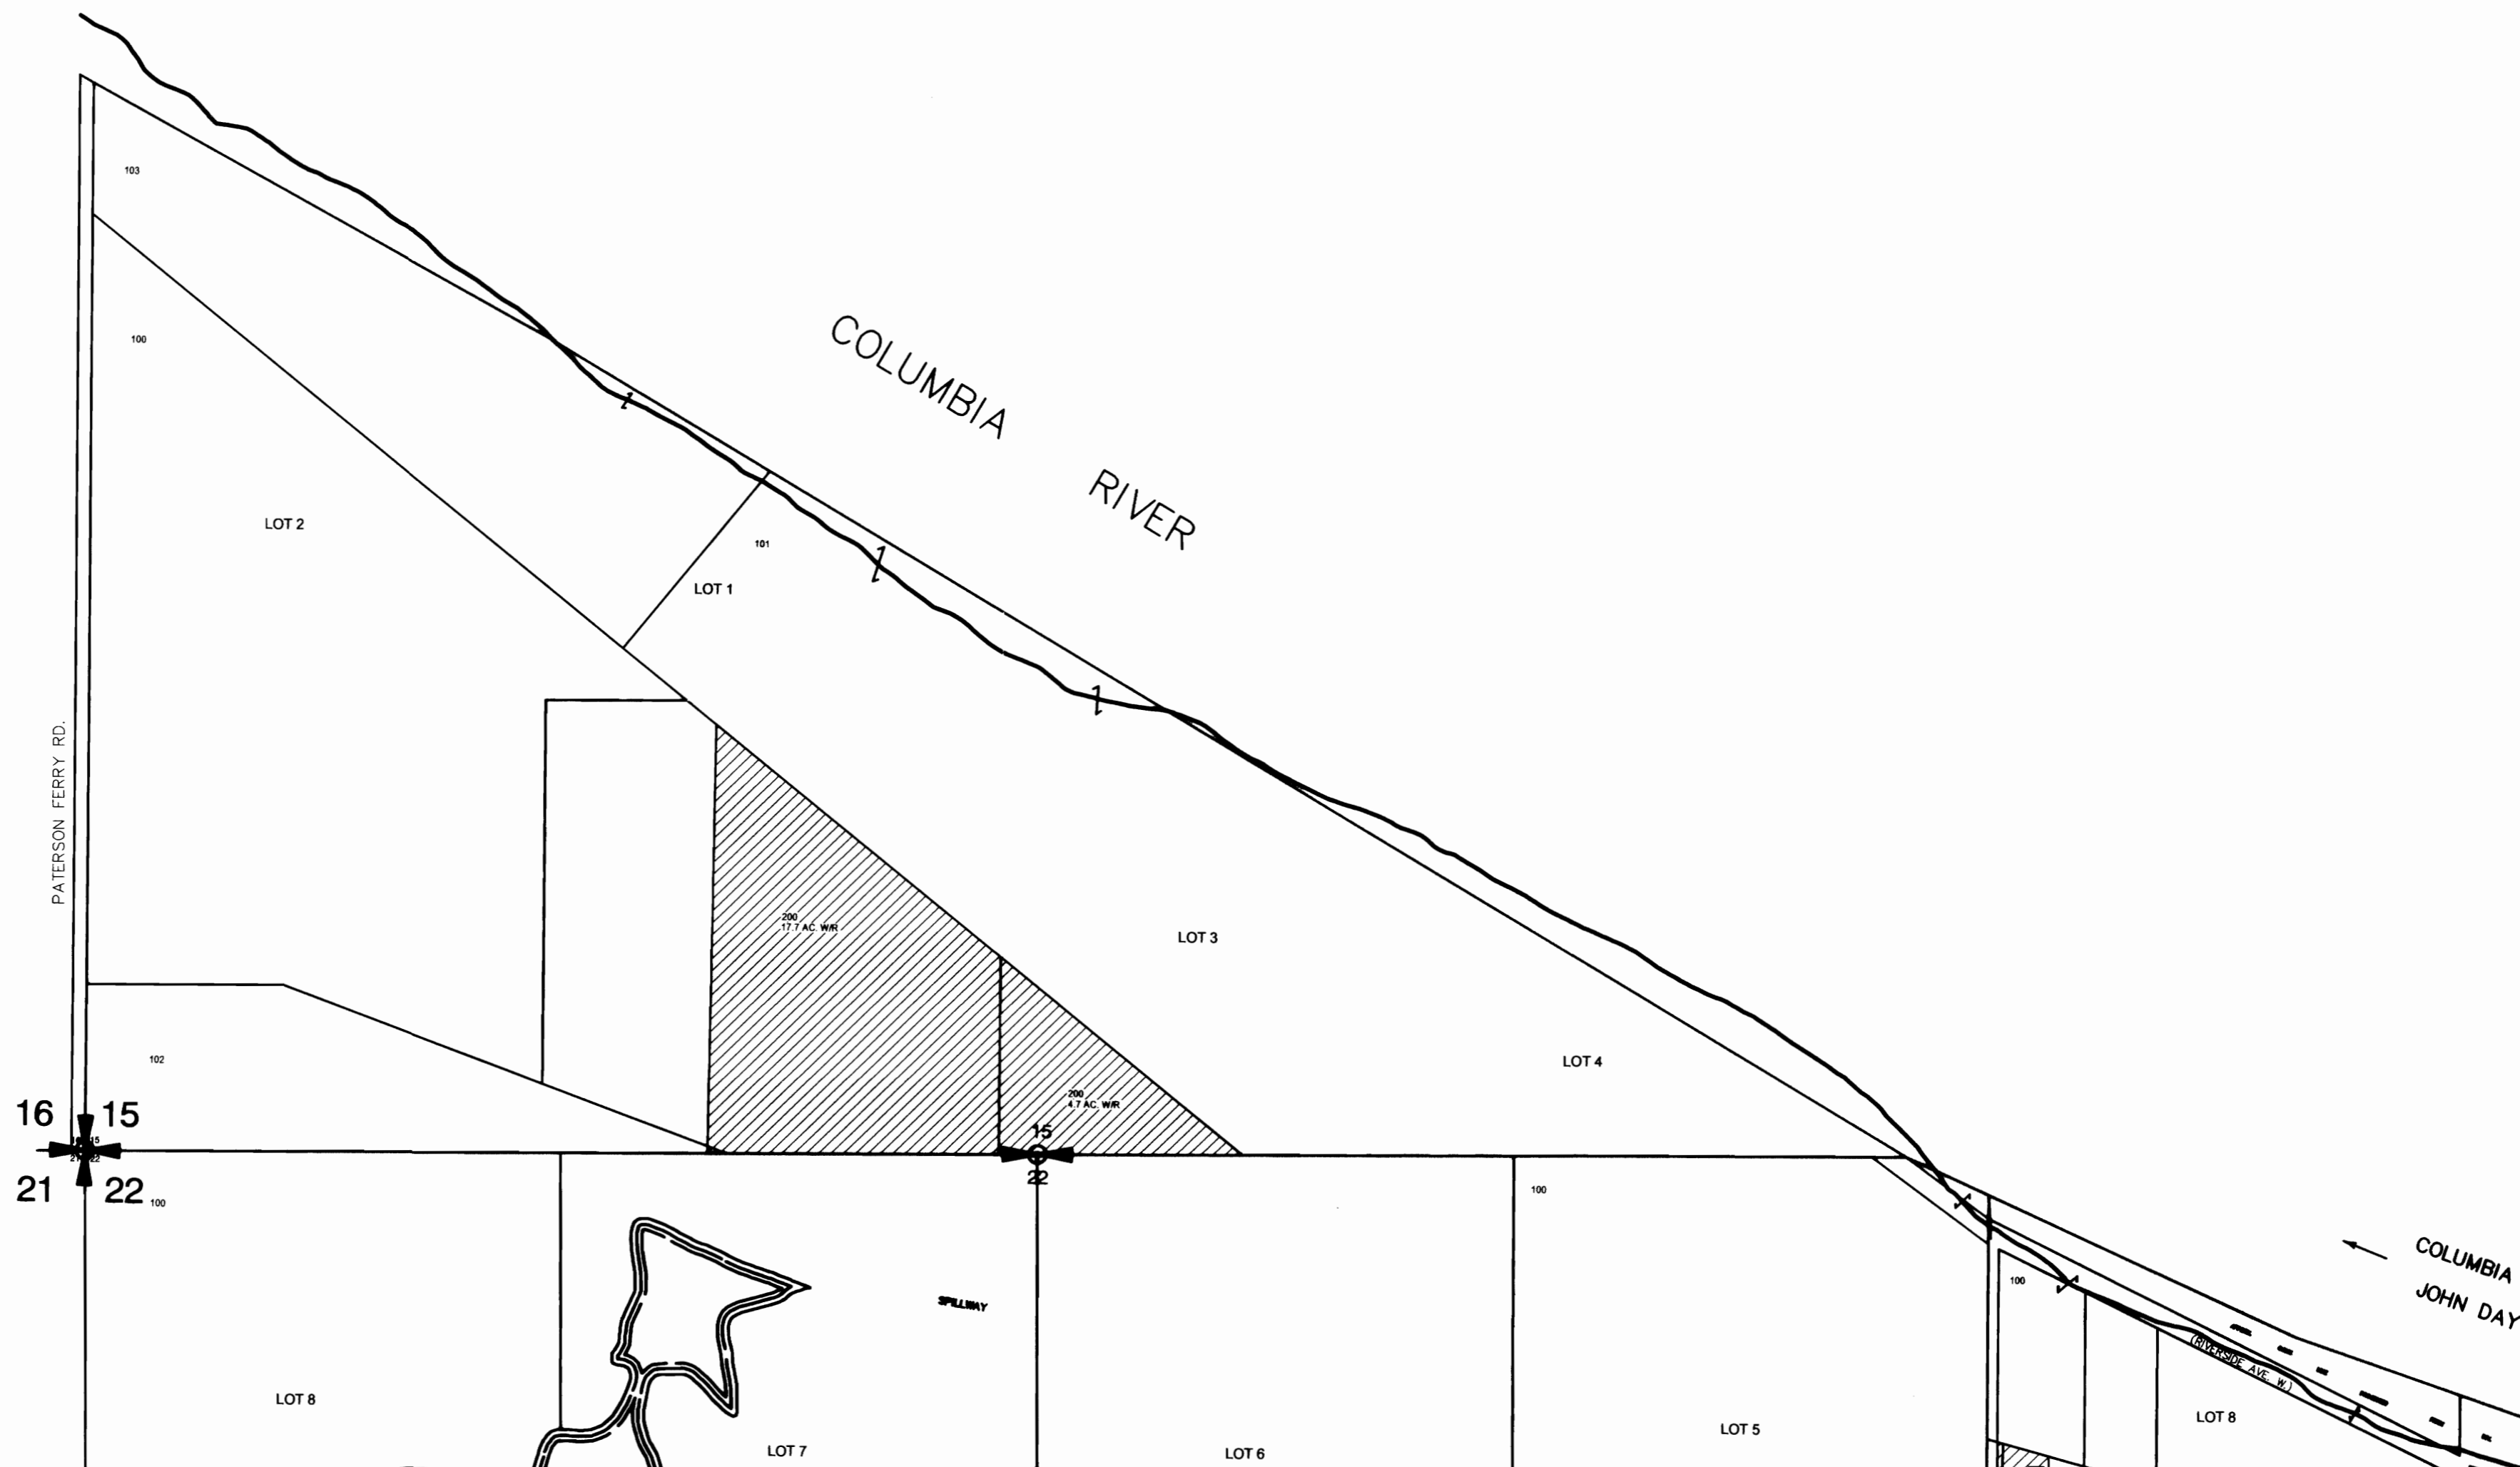 103
100
COLUMBIA
RIVER
LOT 2
101
LOT 1
PATERSON FERRY RD.
200
17.7 AC. W/R
LOT 3
102
LOT 4
200
4.7 AC. W/R
16 15
21 22
15
22
100
100
SPILLWAY
100
COLUMBIA
JOHN DAY
(RIVERSIDE AVE. W.)
LOT 8
LOT 7
LOT 6
LOT 5
LOT 8